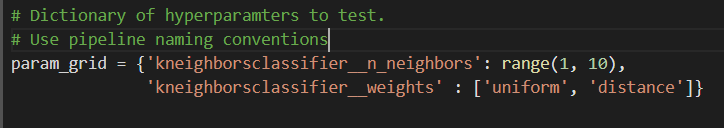 # Dictionary of hyperparamters to test.
# Use pipeline naming conventions
param_grid = {'kneighborsclassifier__n_neighbors': range(1, 10),
'kneighborsclassifier__weights' : ['uniform', 'distance']}